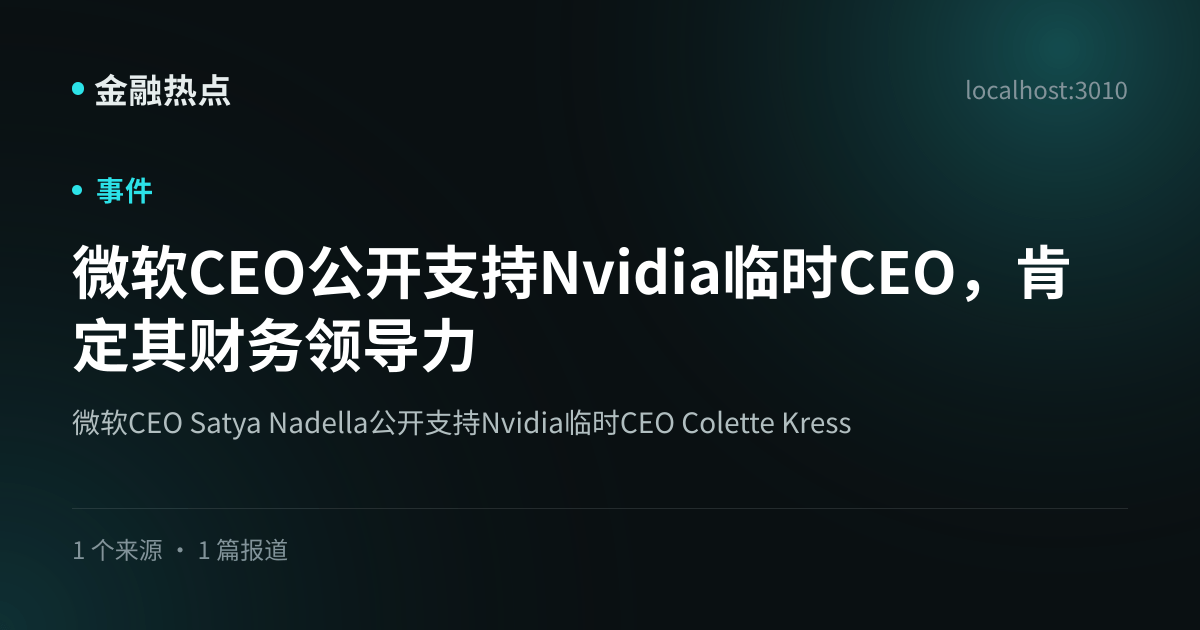 金融热点
localhost:3010
事件
微软CEO公开支持Nvidia临时CEO，肯
定其财务领导力
微软CEO Satya Nadella公开支持Nvidia临时CEO Colette Kress
1 个来源 · 1 篇报道